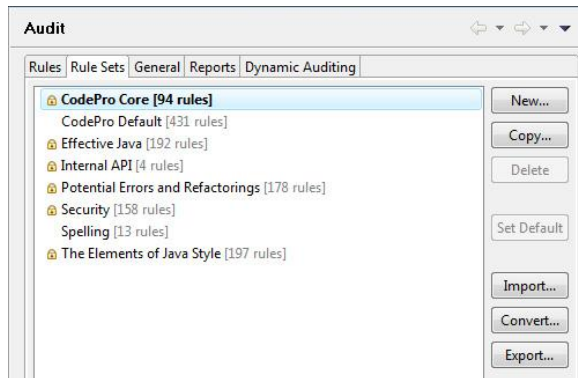 Audit
Rules Rule Sets General Reports Dynamic Auditing
CodePro Core [94 rules]
CodePro Default [431 rules]
Effective Java [192 rules]
Internal API [4 rules]
Potential Errors and Refactorings [178 rules]
Security [158 rules]
Spelling [13 rules]
The Elements of Java Style [197 rules]
New...
Copy...
Delete
Set Default
Import...
Convert...
Export...